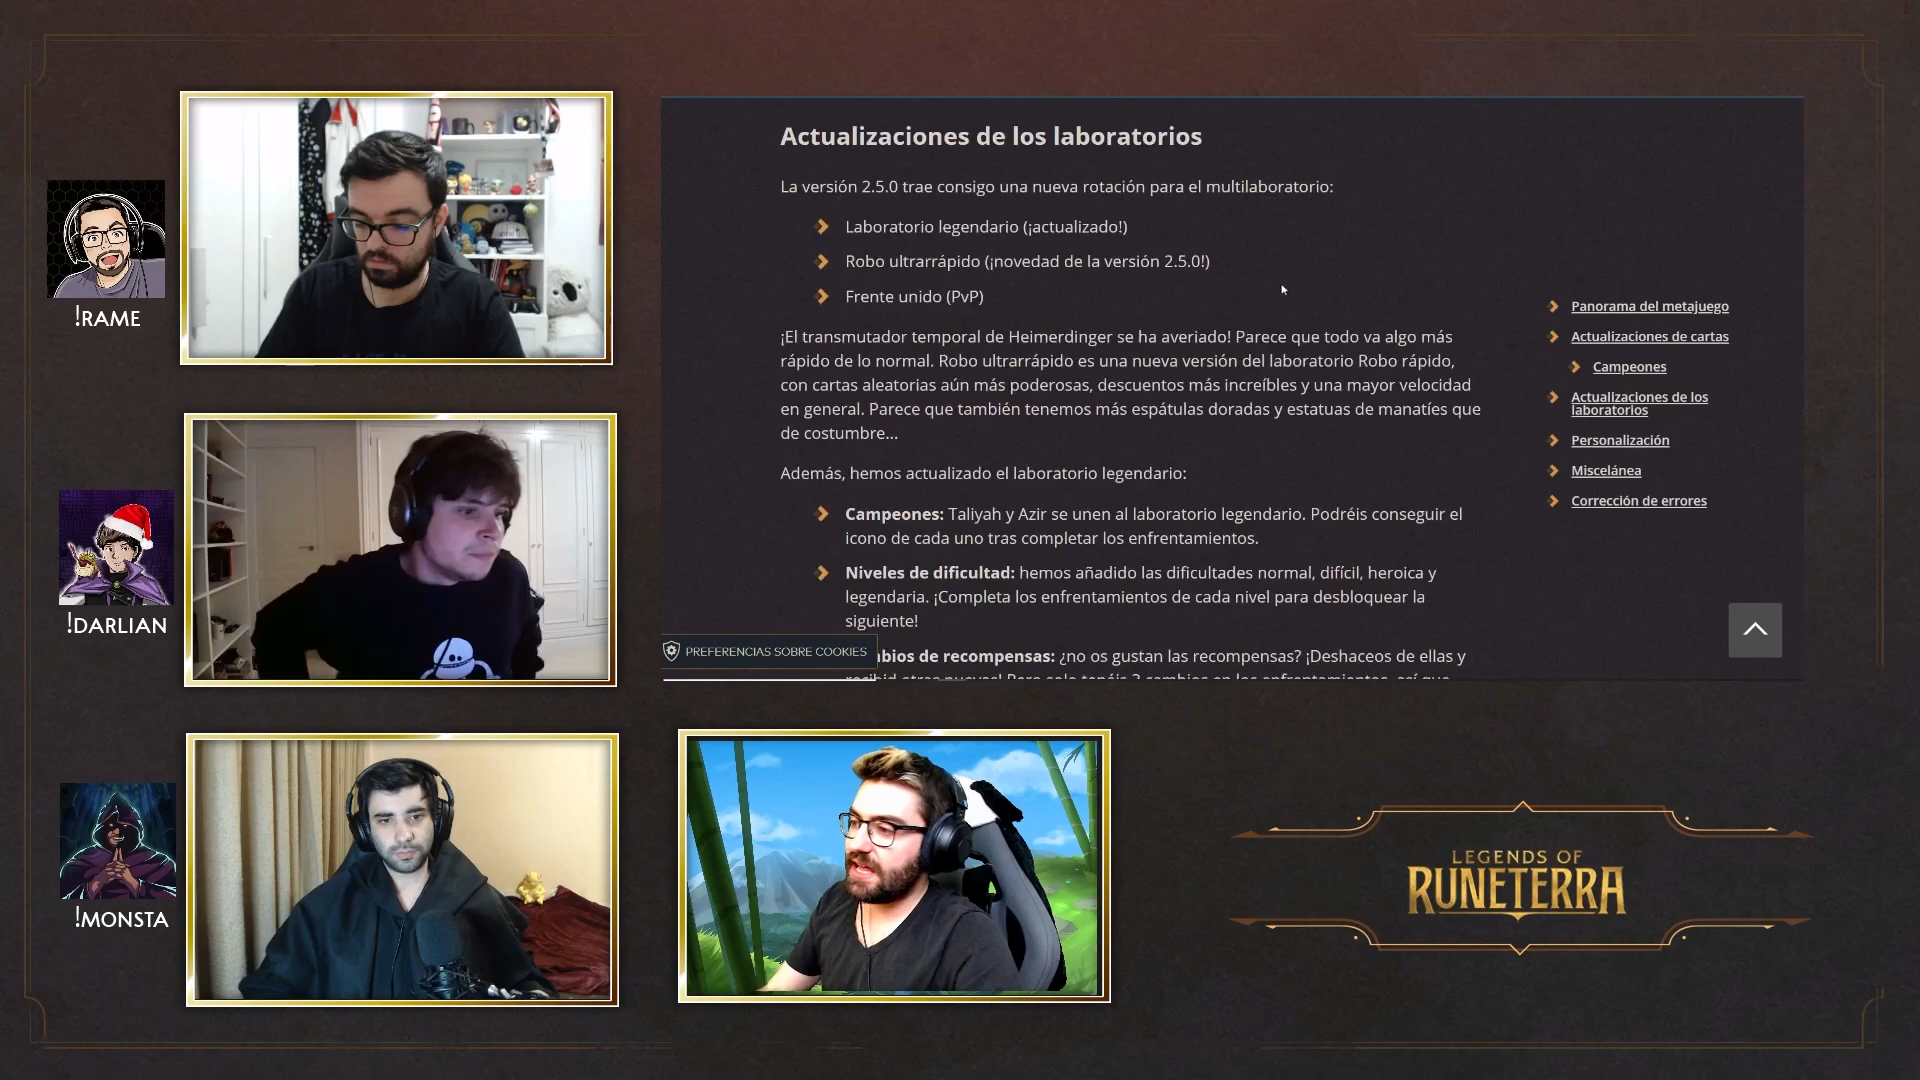 !RAME
!DARLIAN
!MONSTA
Actualizaciones de los laboratorios
La versión 2.5.0 trae consigo una nueva rotación para el multilaboratorio:
Laboratorio legendario (¡actualizado!)
Robo ultrarrápido (¡novedad de la versión 2.5.0!)
Frente unido (PvP)
¡El transmutador temporal de Heimerdinger se ha averiado! Parece que todo va algo más
rápido de lo normal. Robo ultrarrápido es una nueva versión del laboratorio Robo rápido,
con cartas aleatorias aún más poderosas, descuentos más increíbles y una mayor velocidad
en general. Parece que también tenemos más espátulas doradas y estatuas de manatíes que
de costumbre...
Además, hemos actualizado el laboratorio legendario:
Campeones: Taliyah y Azir se unen al laboratorio legendario. Podréis conseguir el
icono de cada uno tras completar los enfrentamientos.
Niveles de dificultad: hemos añadido las dificultades normal, difícil, heroica y
legendaria. ¡Completa los enfrentamientos de cada nivel para desbloquear la
siguiente!
bios de recompensas: ¿no os gustan las recompensas? ¡Deshaceos de ellas y
PREFERENCIAS SOBRE COOKIES
Panorama del metajuego
Actualizaciones de cartas
Campeones
Actualizaciones de los
laboratorios
Personalización
Miscelánea
Corrección de errores
LEGENDS OF
RUNETERRA